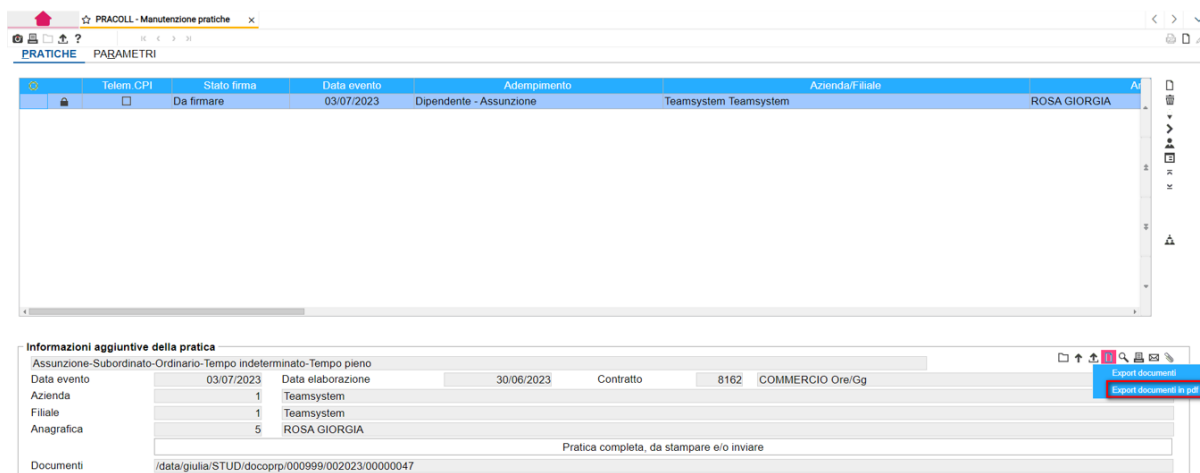 PRACOLL - Manutenzione pratiche x
?
PRATICHE PARAMETRI
Telem.CPI Stato firma Data evento Adempimento Azienda/Filiale
Da firmare 03/07/2023 Dipendente - Assunzione Teamsystem Teamsystem ROSA GIORGIA
Informazioni aggiuntive della pratica
Assunzione-Subordinato-Ordinario-Tempo indeterminato-Tempo pieno
Data evento 03/07/2023 Data elaborazione 30/06/2023 Contratto 8162 COMMERCIO Ore/Gg
Export documenti
Azienda 1 Teamsystem
Export documenti in pdf
Filiale 1 Teamsystem
Anagrafica 5 ROSA GIORGIA
Pratica completa, da stampare e/o inviare
Documenti /data/giulia/STUD/docoprp/000999/002023/00000047